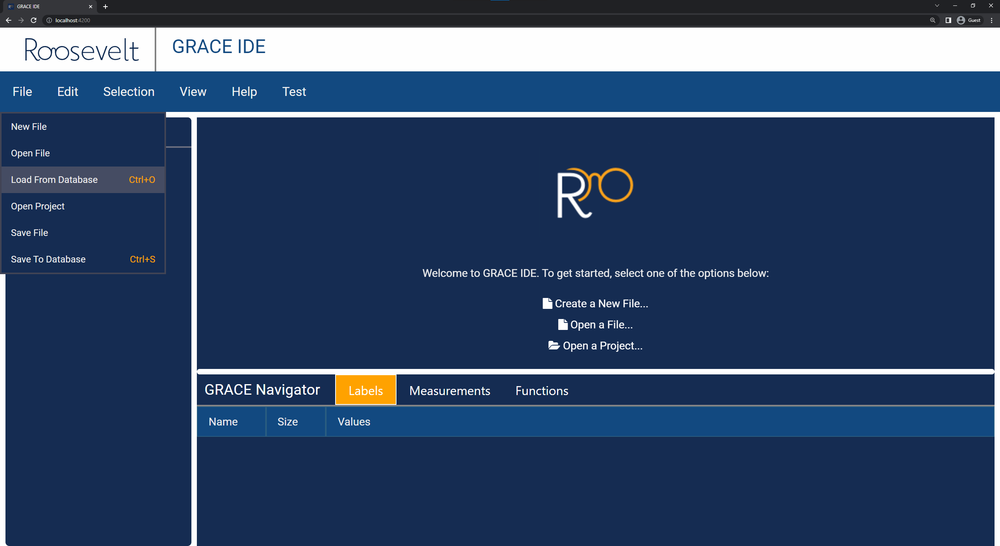 GRACE IDE
localhost:4200
Guest
Roosevelt
GRACE IDE
File Edit Selection View Help Test
New File
Open File
Load From Database Ctrl+O
Open Project
Save File
Save To Database Ctrl+S
R
Welcome to GRACE IDE. To get started, select one of the options below:
Create a New File...
Open a File...
Open a Project...
GRACE Navigator Labels Measurements Functions
Name Size Values